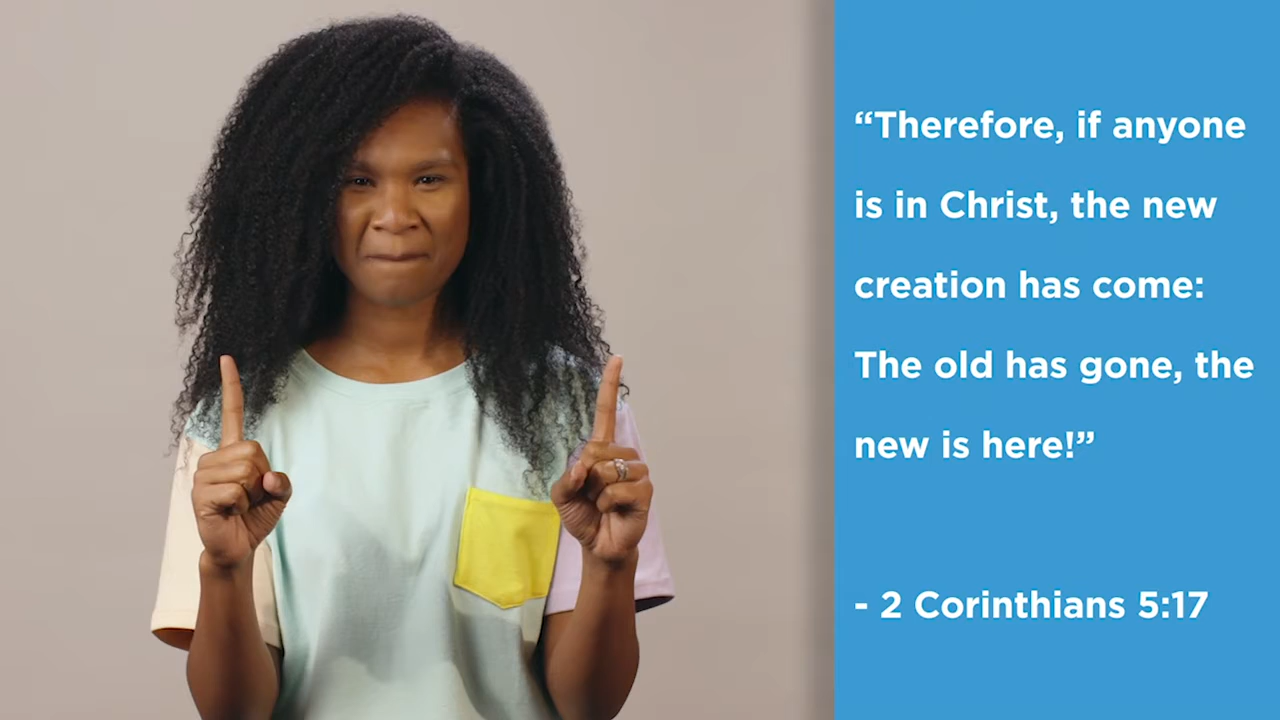 “Therefore, if anyone
is in Christ, the new
creation has come:
The old has gone, the
new is here!”
- 2 Corinthians 5:17